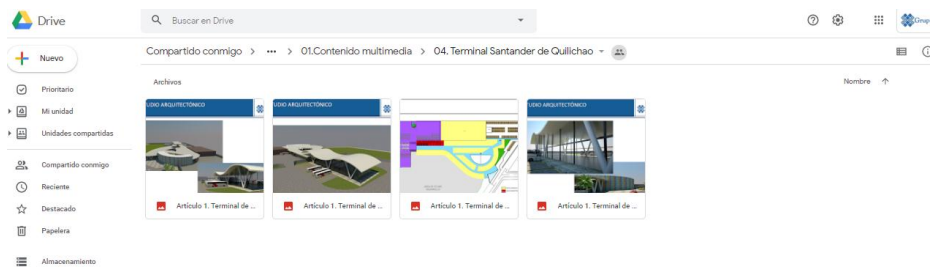 Drive
Buscar en Drive
Grup
Nuevo
Compartido conmigo > ••• > 01.Contenido multimedia > 04. Terminal Santander de Quilichao
Archivos
Nombre
Prioritario
Mi unidad
Unidades compartidas
Compartido conmigo
Reciente
Destacado
Papelera
Almacenamiento
UDIO ARQUITECTÓNICO
UDIO ARQUITECTÓNICO
UDIO ARQUITECTÓNICO
Artículo 1. Terminal de ...
Artículo 1. Terminal de ...
Artículo 1. Terminal de ...
Artículo 1. Terminal de ...